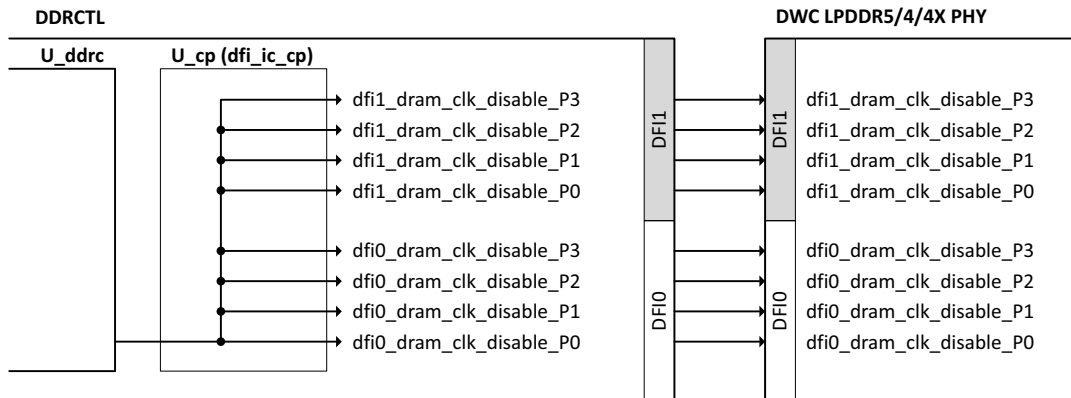 DDRCTL
DWC LPDDR5/4/4X PHY
U_ddrc
U_cp (dfi_ic_cp)
dfi1_dram_clk_disable_P3
dfi1_dram_clk_disable_P2
dfi1_dram_clk_disable_P1
dfi1_dram_clk_disable_P0
dfi0_dram_clk_disable_P3
dfi0_dram_clk_disable_P2
dfi0_dram_clk_disable_P1
dfi0_dram_clk_disable_P0
DFI1
DFI0
DFI1
DFI0
dfi1_dram_clk_disable_P3
dfi1_dram_clk_disable_P2
dfi1_dram_clk_disable_P1
dfi1_dram_clk_disable_P0
dfi0_dram_clk_disable_P3
dfi0_dram_clk_disable_P2
dfi0_dram_clk_disable_P1
dfi0_dram_clk_disable_P0